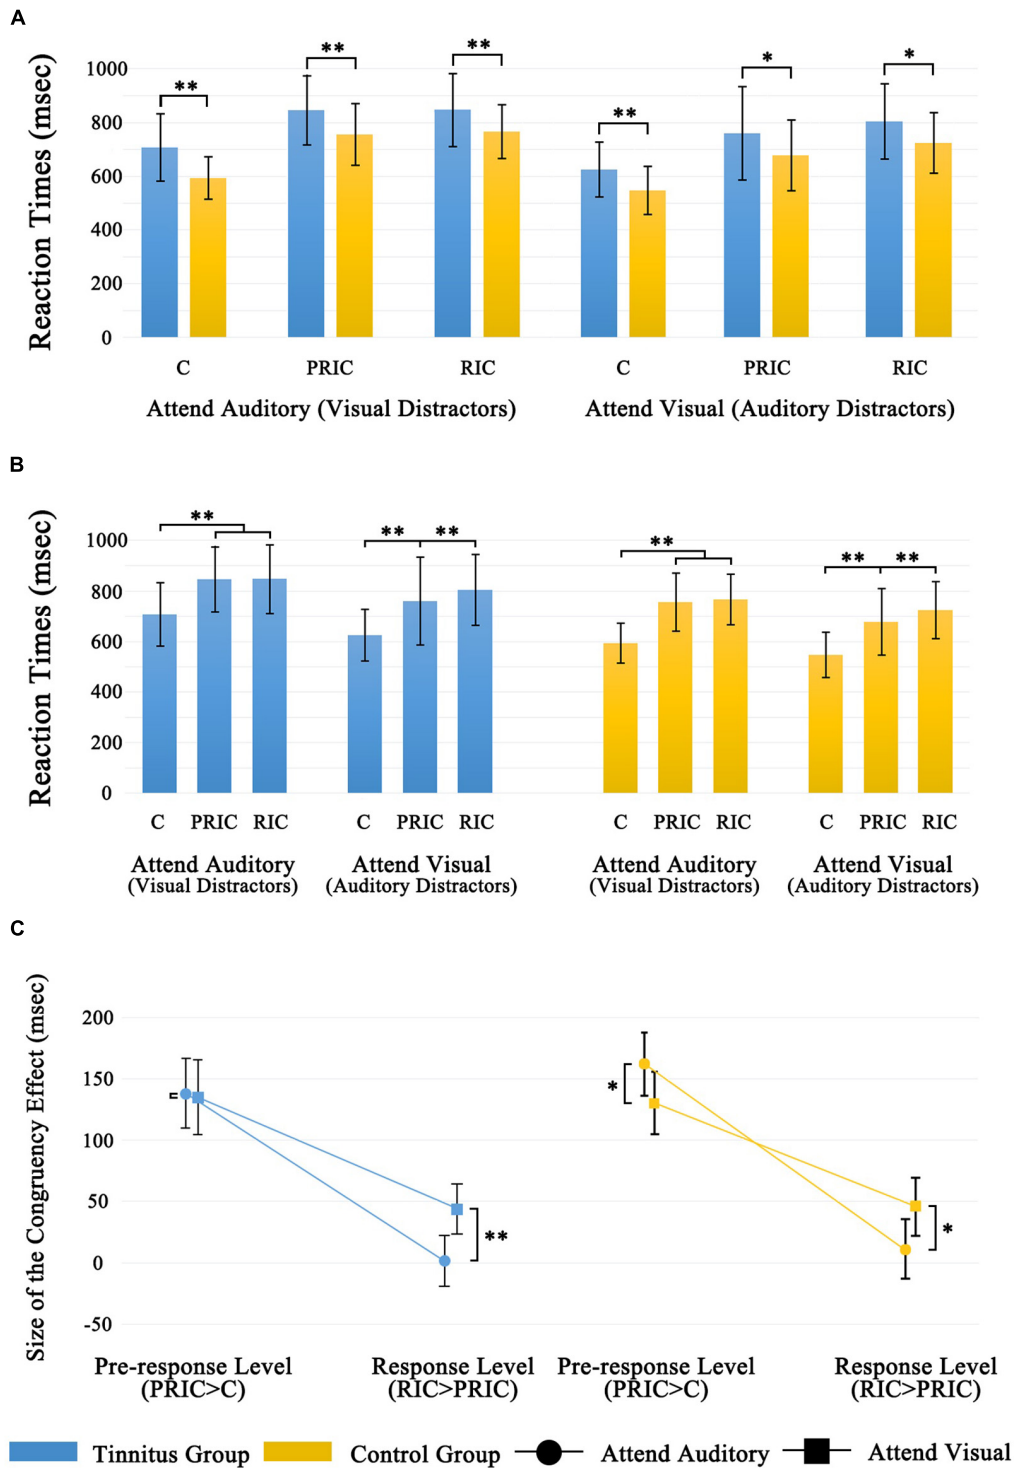 A
Reaction Times (msec)
1000
800
600
400
200
0
** ** ** ** * *
C PRIC RIC C PRIC RIC
Attend Auditory (Visual Distractors) Attend Visual (Auditory Distractors)
B
Reaction Times (msec)
1000
800
600
400
200
0
** ** ** ** ** **
C PRIC RIC C PRIC RIC C PRIC RIC C PRIC RIC
Attend Auditory Attend Visual Attend Auditory Attend Visual
(Visual Distractors) (Auditory Distractors) (Visual Distractors) (Auditory Distractors)
C
Size of the Congruency Effect (msec)
200
150
100
50
0
-50
** * *
Pre-response Level Response Level Pre-response Level Response Level
(PRIC>C) (RIC>PRIC) (PRIC>C) (RIC>PRIC)
Tinnitus Group Control Group Attend Auditory Attend Visual